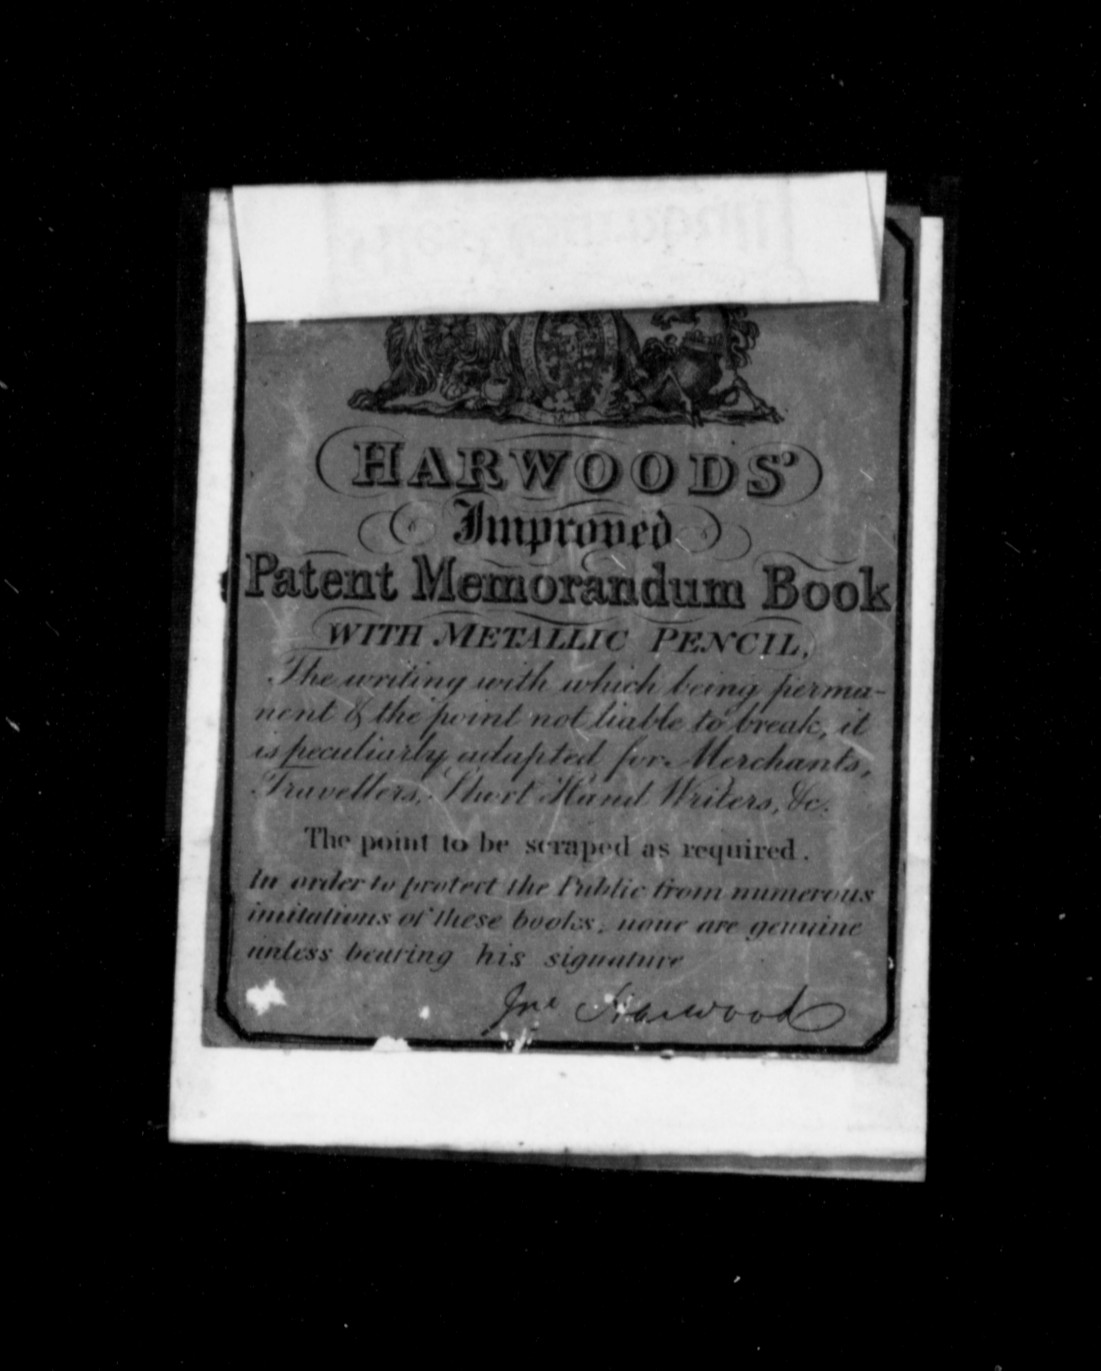 HARWOODS'
Improved
Patent Memorandum Book
WITH METALLIC PENCIL,
The writing with which being perma-
nent & the point not liable to break, it
is peculiarly adapted for Merchants,
Travellers, Short Hand Writers, &c.
The point to be scraped as required.
In order to protect the Public from numerous
imitations of these books, none are genuine
unless bearing his signature
Jno Harwood